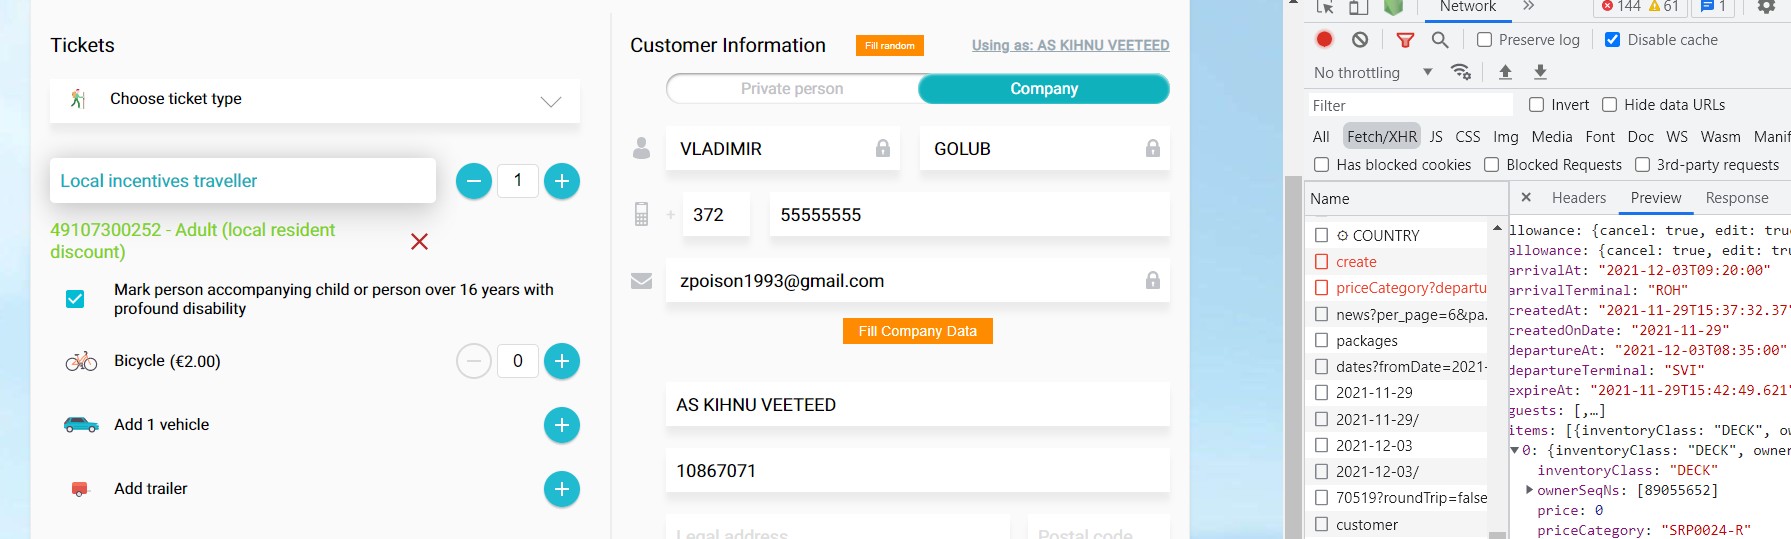 Tickets
Choose ticket type
Local incentives traveller
1
49107300252 - Adult (local resident
discount)
Mark person accompanying child or person over 16 years with
profound disability
Bicycle (€2.00)
0
Add 1 vehicle
Add trailer
Customer Information
Fill random
Using as: AS KIHNU VEETEED
Private person
Company
VLADIMIR
GOLUB
+
372
55555555
zpoison1993@gmail.com
Fill Company Data
AS KIHNU VEETEED
10867071
Legal address
Postal code
Network
144
61
1
Preserve log
Disable cache
No throttling
Filter
Invert
Hide data URLs
All
Fetch/XHR
JS
CSS
Img
Media
Font
Doc
WS
Wasm
Manif
Has blocked cookies
Blocked Requests
3rd-party requests
Name
COUNTRY
create
priceCategory?departu
news?per_page=6&pa.
packages
dates?fromDate=2021-
2021-11-29
2021-11-29/
2021-12-03
2021-12-03/
70519?roundTrip=false
customer
Headers
Preview
Response
allowance: {cancel: true, edit: true
allowance: {cancel: true, edit: tru
arrivalAt: "2021-12-03T09:20:00"
arrivalTerminal: "ROH"
createdAt: "2021-11-29T15:37:32.37
createdOnDate: "2021-11-29"
departureAt: "2021-12-03T08:35:00"
departureTerminal: "SVI"
expireAt: "2021-11-29T15:42:49.621"
guests: [,…]
items: [{inventoryClass: "DECK", ow
0: {inventoryClass: "DECK", owner
inventoryClass: "DECK"
ownerSeqNs: [89055652]
price: 0
priceCategory: "SRP0024-R"